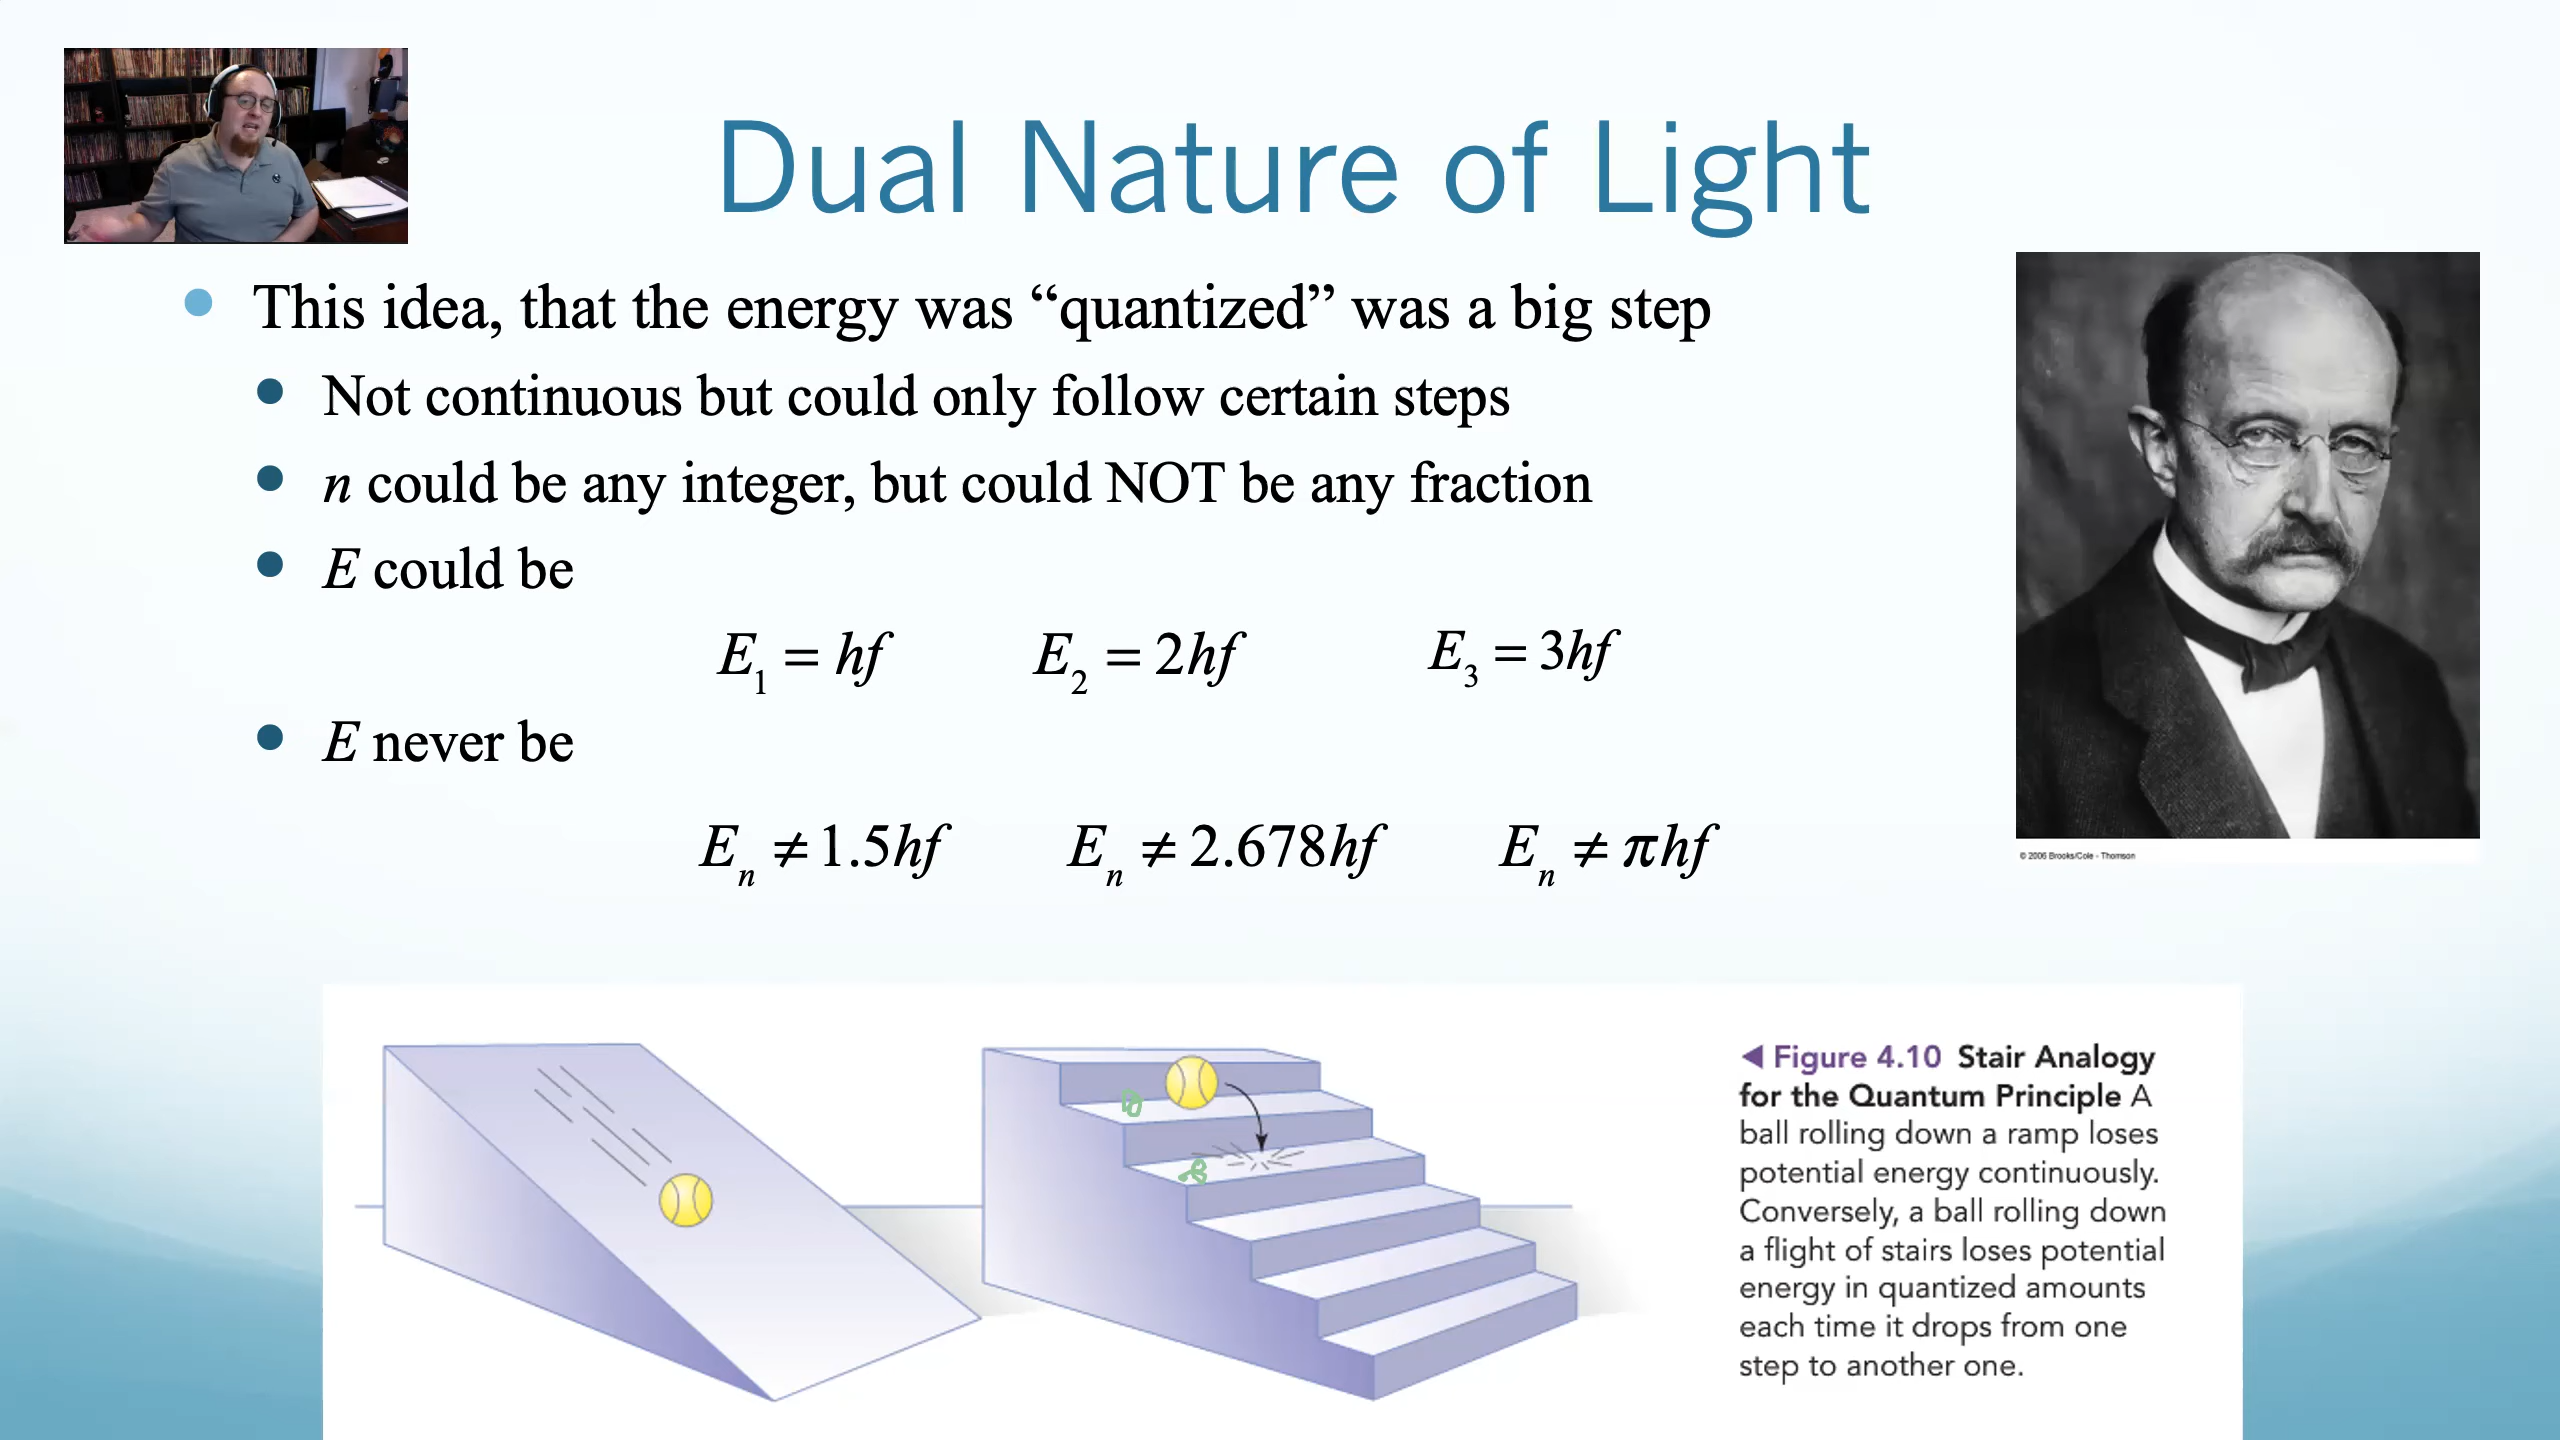 Dual Nature of Light
This idea, that the energy was “quantized” was a big step
Not continuous but could only follow certain steps
n could be any integer, but could NOT be any fraction
E could be
E₁ = hf E₂ = 2hf E₃ = 3hf
E never be
Eₙ ≠ 1.5hf Eₙ ≠ 2.678hf Eₙ ≠ πhf
© 2006 Brooks/Cole - Thomson
◀ Figure 4.10 Stair Analogy
for the Quantum Principle A
ball rolling down a ramp loses
potential energy continuously.
Conversely, a ball rolling down
a flight of stairs loses potential
energy in quantized amounts
each time it drops from one
step to another one.